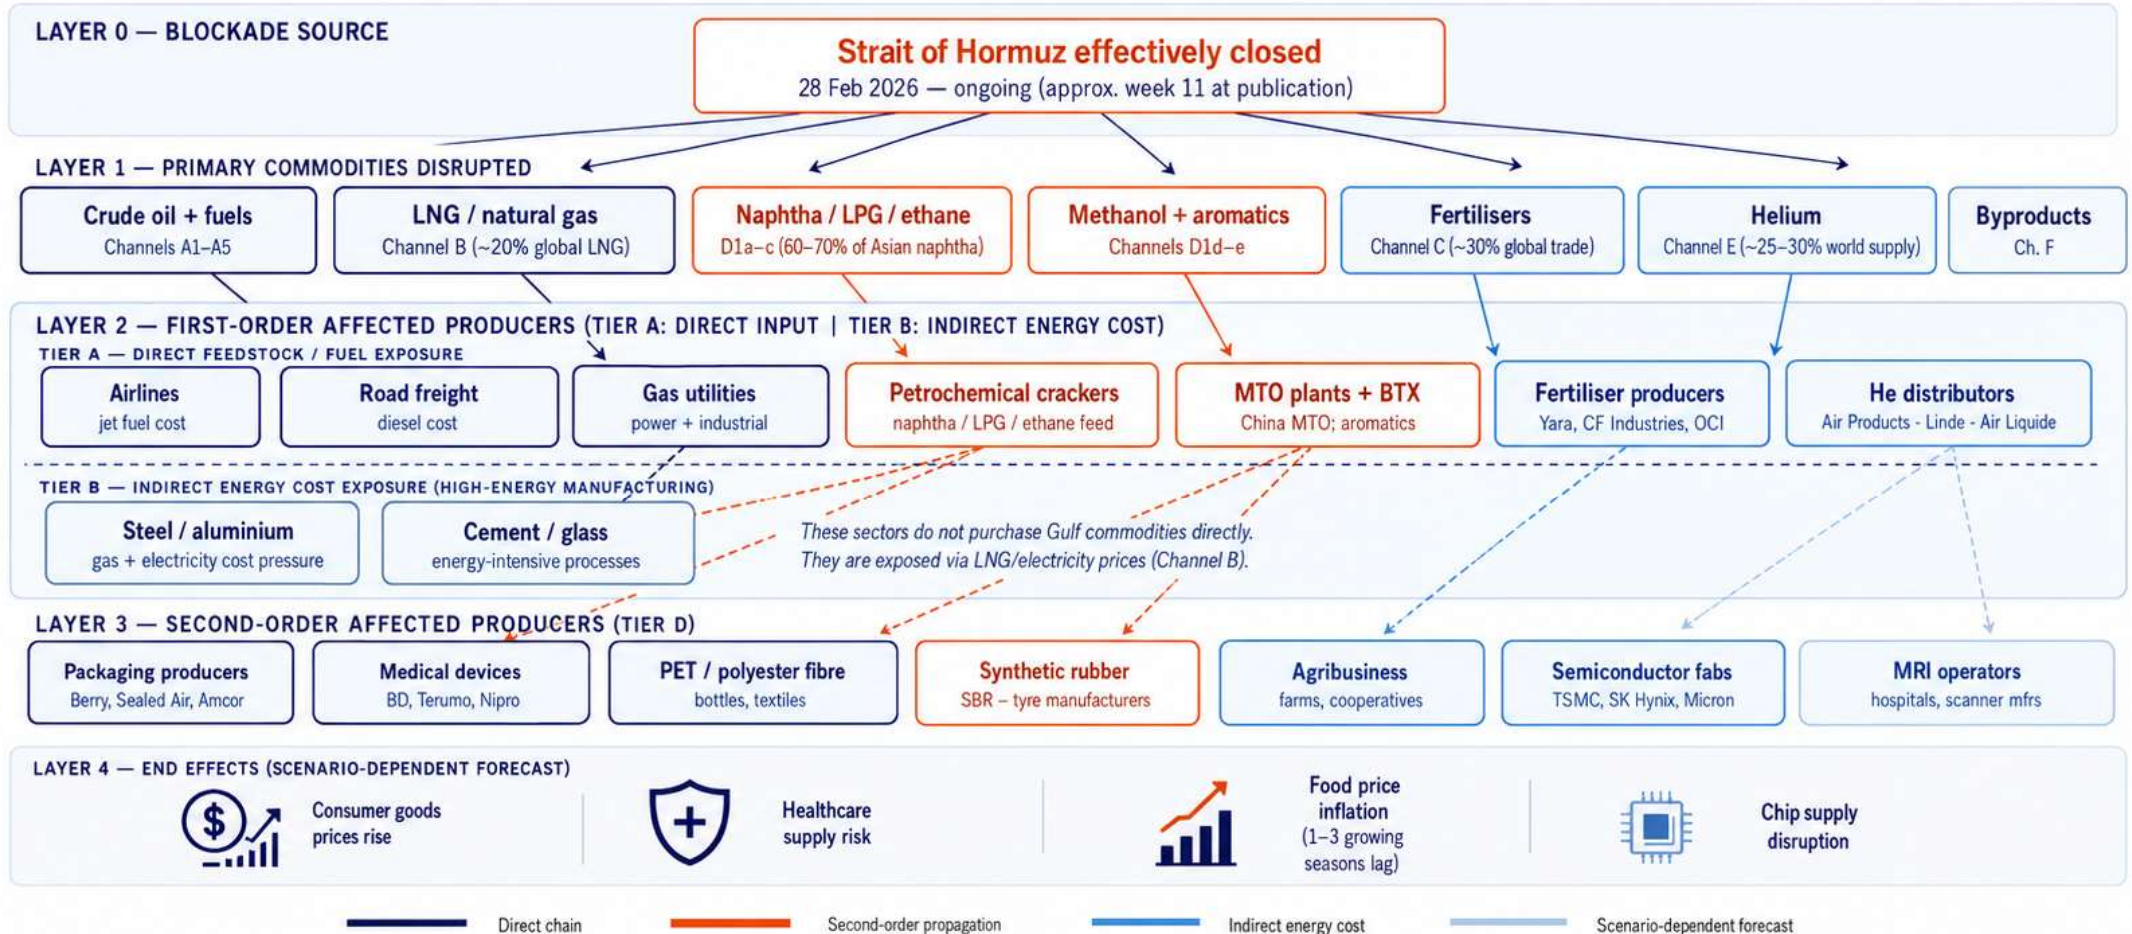 LAYER 0 — BLOCKADE SOURCE
Strait of Hormuz effectively closed
28 Feb 2026 — ongoing (approx. week 11 at publication)
LAYER 1 — PRIMARY COMMODITIES DISRUPTED
Crude oil + fuels
Channels A1–A5
LNG / natural gas
Channel B (~20% global LNG)
Naphtha / LPG / ethane
D1a–c (60–70% of Asian naphtha)
Methanol + aromatics
Channels D1d–e
Fertilisers
Channel C (~30% global trade)
Helium
Channel E (~25–30% world supply)
Byproducts
Ch. F
LAYER 2 — FIRST-ORDER AFFECTED PRODUCERS (TIER A: DIRECT INPUT | TIER B: INDIRECT ENERGY COST)
TIER A — DIRECT FEEDSTOCK / FUEL EXPOSURE
Airlines
jet fuel cost
Road freight
diesel cost
Gas utilities
power + industrial
Petrochemical crackers
naphtha / LPG / ethane feed
MTO plants + BTX
China MTO; aromatics
Fertiliser producers
Yara, CF Industries, OCI
He distributors
Air Products - Linde - Air Liquide
TIER B — INDIRECT ENERGY COST EXPOSURE (HIGH-ENERGY MANUFACTURING)
Steel / aluminium
gas + electricity cost pressure
Cement / glass
energy-intensive processes
These sectors do not purchase Gulf commodities directly.
They are exposed via LNG/electricity prices (Channel B).
LAYER 3 — SECOND-ORDER AFFECTED PRODUCERS (TIER D)
Packaging producers
Berry, Sealed Air, Amcor
Medical devices
BD, Terumo, Nipro
PET / polyester fibre
bottles, textiles
Synthetic rubber
SBR – tyre manufacturers
Agribusiness
farms, cooperatives
Semiconductor fabs
TSMC, SK Hynix, Micron
MRI operators
hospitals, scanner mfrs
LAYER 4 — END EFFECTS (SCENARIO-DEPENDENT FORECAST)
$
Consumer goods
prices rise
Healthcare
supply risk
Food price
inflation
(1–3 growing
seasons lag)
Chip supply
disruption
Direct chain
Second-order propagation
Indirect energy cost
Scenario-dependent forecast